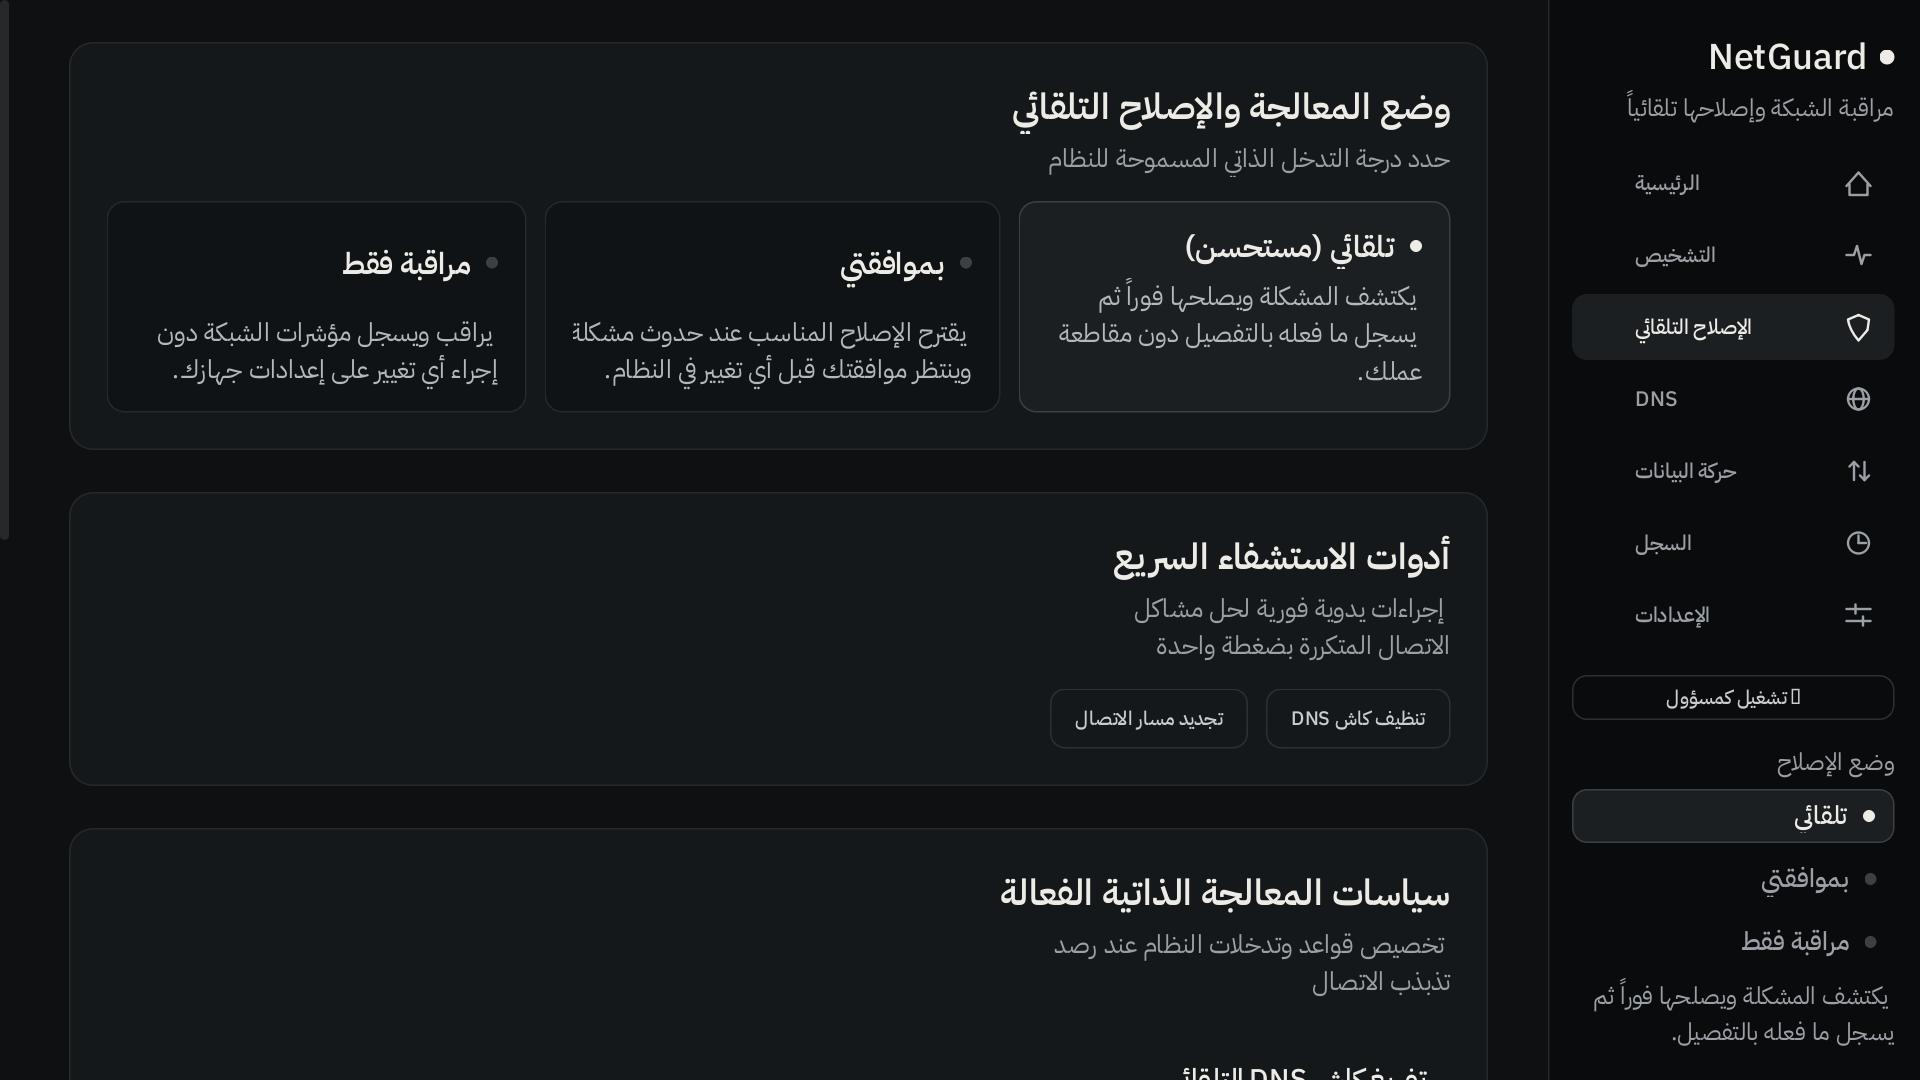 NetGuard
مراقبة الشبكة وإصلاحها تلقائياً
الرئيسية
التشخيص
الإصلاح التلقائي
DNS
حركة البيانات
السجل
الإعدادات
تشغيل كمسؤول
وضع الإصلاح
تلقائي
بموافقتي
مراقبة فقط
يكتشف المشكلة ويصلحها فوراً ثم
يسجل ما فعله بالتفصيل.
وضع المعالجة والإصلاح التلقائي
حدد درجة التدخل الذاتي المسموحة للنظام
تلقائي (مستحسن)
يكتشف المشكلة ويصلحها فوراً ثم
يسجل ما فعله بالتفصيل دون مقاطعة
عملك.
بموافقتي
يقترح الإصلاح المناسب عند حدوث مشكلة
وينتظر موافقتك قبل أي تغيير في النظام.
مراقبة فقط
يراقب ويسجل مؤشرات الشبكة دون
إجراء أي تغيير على إعدادات جهازك.
أدوات الاستشفاء السريع
إجراءات يدوية فورية لحل مشاكل
الاتصال المتكررة بضغطة واحدة
تنظيف كاش DNS
تجديد مسار الاتصال
سياسات المعالجة الذاتية الفعالة
تخصيص قواعد وتدخلات النظام عند رصد
تذبذب الاتصال
تفريغ كاش DNS التلقائي